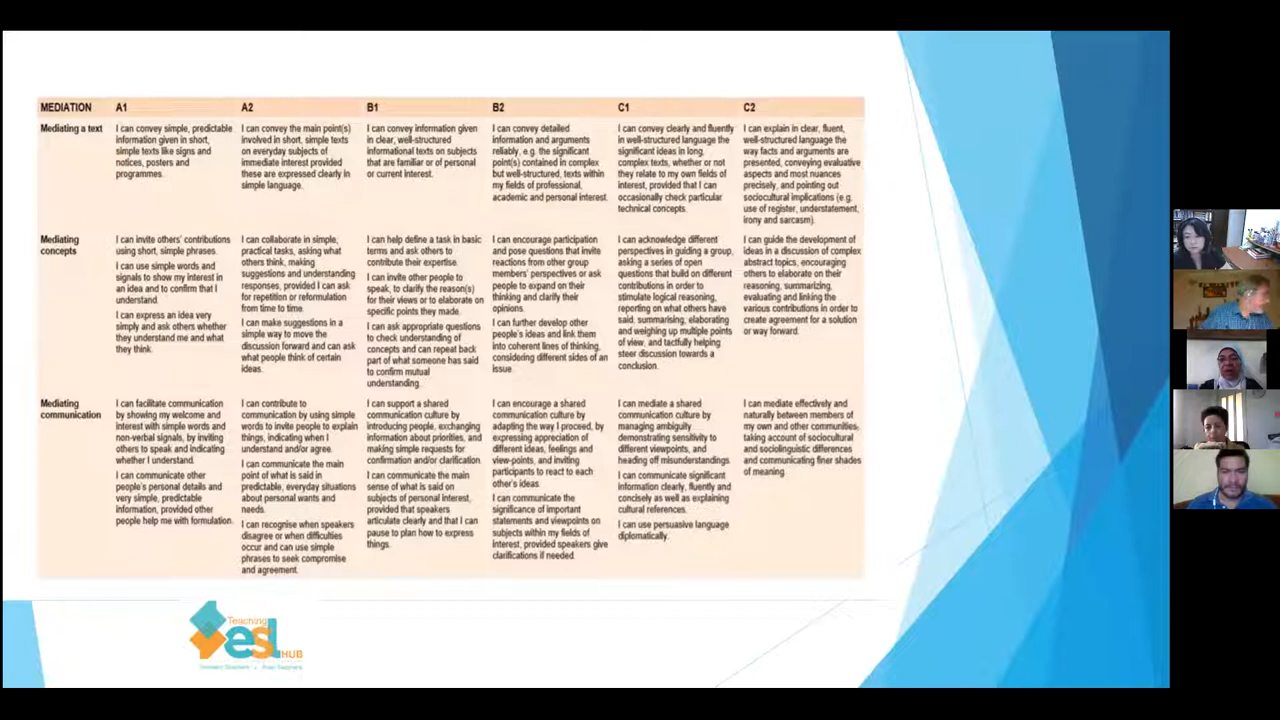 MEDIATION A1 A2 B1 B2 C1 C2
Mediating a text
I can convey simple, predictable
information given in short,
simple texts like signs and
notices, posters and
programmes.
I can convey the main point(s)
involved in short, simple texts
on everyday subjects of
immediate interest provided
these are expressed clearly in
simple language.
I can convey information given
in clear, well-structured
informational texts on subjects
that are familiar or of personal
or current interest.
I can convey detailed
information and arguments
reliably, e.g. the significant
point(s) contained in complex
but well-structured, texts within
my fields of professional,
academic and personal interest.
I can convey clearly and fluently
in well-structured language the
significant ideas in long,
complex texts, whether or not
they relate to my own fields of
interest, provided that I can
occasionally check particular
technical concepts.
I can explain in clear, fluent,
well-structured language the
way facts and arguments are
presented, conveying evaluative
aspects and most nuances
precisely, and pointing out
sociocultural implications (e.g.
use of register, understatement,
irony and sarcasm).
Mediating
concepts
I can invite others' contributions
using short, simple phrases.
I can use simple words and
signals to show my interest in
an idea and to confirm that I
understand.
I can express an idea very
simply and ask others whether
they understand me and what
they think.
I can collaborate in simple,
practical tasks, asking what
others think, making
suggestions and understanding
responses, provided I can ask
for repetition or reformulation
from time to time.
I can make suggestions in a
simple way to move the
discussion forward and can ask
what people think of certain
ideas.
I can help define a task in basic
terms and ask others to
contribute their expertise.
I can invite other people to
speak, to clarify the reason(s)
for their views or to elaborate on
specific points they made.
I can ask appropriate questions
to check understanding of
concepts and can repeat back
part of what someone has said
to confirm mutual
understanding.
I can encourage participation
and pose questions that invite
reactions from other group
members' perspectives or ask
people to expand on their
thinking and clarify their
opinions.
I can further develop other
people's ideas and link them
into coherent lines of thinking,
considering different sides of an
issue.
I can acknowledge different
perspectives in guiding a group,
asking a series of open
questions that build on different
contributions in order to
stimulate logical reasoning,
reporting on what others have
said, summarising, elaborating
and weighing up multiple points
of view, and tactfully helping
steer discussion towards a
conclusion.
I can guide the development of
ideas in a discussion of complex
abstract topics, encouraging
others to elaborate on their
reasoning, summarizing,
evaluating and linking the
various contributions in order to
create agreement for a solution
or way forward.
Mediating
communication
I can facilitate communication
by showing my welcome and
interest with simple words and
non-verbal signals, by inviting
others to speak and indicating
whether I understand.
I can communicate other
people's personal details and
very simple, predictable
information, provided other
people help me with formulation.
I can contribute to
communication by using simple
words to invite people to explain
things, indicating when I
understand and/or agree.
I can communicate the main
point of what is said in
predictable, everyday situations
about personal wants and
needs.
I can recognise when speakers
disagree or when difficulties
occur and can use simple
phrases to seek compromise
and agreement.
I can support a shared
communication culture by
introducing people, exchanging
information about priorities, and
making simple requests for
confirmation and/or clarification.
I can communicate the main
sense of what is said on
subjects of personal interest,
provided that speakers
articulate clearly and that I can
pause to plan how to express
things.
I can encourage a shared
communication culture by
adapting the way I proceed, by
expressing appreciation of
different ideas, feelings and
view-points, and inviting
participants to react to each
other's ideas.
I can communicate the
significance of important
statements and viewpoints on
subjects within my fields of
interest, provided speakers give
clarifications if needed.
I can mediate a shared
communication culture by
managing ambiguity
demonstrating sensitivity to
different viewpoints, and
heading off misunderstandings.
I can communicate significant
information clearly, fluently and
concisely as well as explaining
cultural references.
I can use persuasive language
diplomatically.
I can mediate effectively and
naturally between members of
my own and other communities,
taking account of sociocultural
and sociolinguistic differences
and communicating finer shades
of meaning.
Teaching
esl
HUB